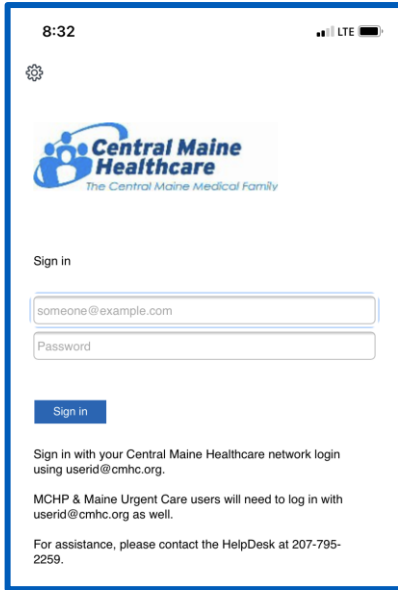 8:32
LTE
Central Maine
Healthcare
The Central Maine Medical Family
Sign in
someone@example.com
Password
Sign in
Sign in with your Central Maine Healthcare network login
using userid@cmhc.org.
MCHP & Maine Urgent Care users will need to log in with
userid@cmhc.org as well.
For assistance, please contact the HelpDesk at 207-795-
2259.